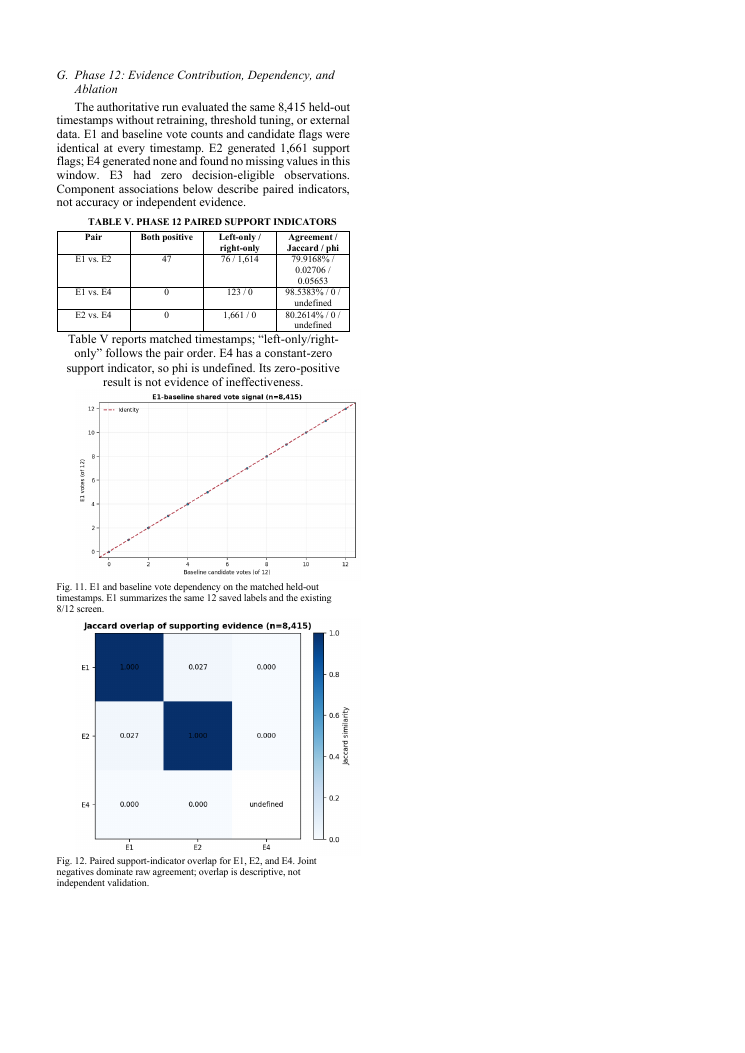 G. Phase 12: Evidence Contribution, Dependency, and
Ablation
The authoritative run evaluated the same 8,415 held-out
timestamps without retraining, threshold tuning, or external
data. E1 and baseline vote counts and candidate flags were
identical at every timestamp. E2 generated 1,661 support
flags; E4 generated none and found no missing values in this
window. E3 had zero decision-eligible observations.
Component associations below describe paired indicators,
not accuracy or independent evidence.
TABLE V. PHASE 12 PAIRED SUPPORT INDICATORS
Pair Both positive Left-only / Agreement /
right-only Jaccard / phi
E1 vs. E2 47 76 / 1,614 79.9168% /
0.02706 /
0.05653
E1 vs. E4 0 123 / 0 98.5383% / 0 /
undefined
E2 vs. E4 0 1,661 / 0 80.2614% / 0 /
undefined
Table V reports matched timestamps; “left-only/right-
only” follows the pair order. E4 has a constant-zero
support indicator, so phi is undefined. Its zero-positive
result is not evidence of ineffectiveness.
E1-baseline shared vote signal (n=8,415)
Identity
12
10
8
6
4
2
0
E1 votes (of 12)
0 2 4 6 8 10 12
Baseline candidate votes (of 12)
Fig. 11. E1 and baseline vote dependency on the matched held-out
timestamps. E1 summarizes the same 12 saved labels and the existing
8/12 screen.
Jaccard overlap of supporting evidence (n=8,415)
E1 1.000 0.027 0.000
E2 0.027 1.000 0.000
E4 0.000 0.000 undefined
E1 E2 E4
1.0
0.8
0.6
0.4
0.2
0.0
Jaccard similarity
Fig. 12. Paired support-indicator overlap for E1, E2, and E4. Joint
negatives dominate raw agreement; overlap is descriptive, not
independent validation.